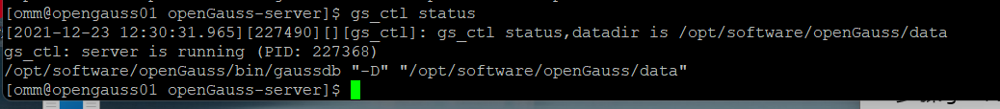 [omm@opengauss01 openGauss-server]$ gs_ctl status
[2021-12-23 12:30:31.965][227490][][gs_ctl]: gs_ctl status,datadir is /opt/software/openGauss/data
gs_ctl: server is running (PID: 227368)
/opt/software/openGauss/bin/gaussdb "-D" "/opt/software/openGauss/data"
[omm@opengauss01 openGauss-server]$